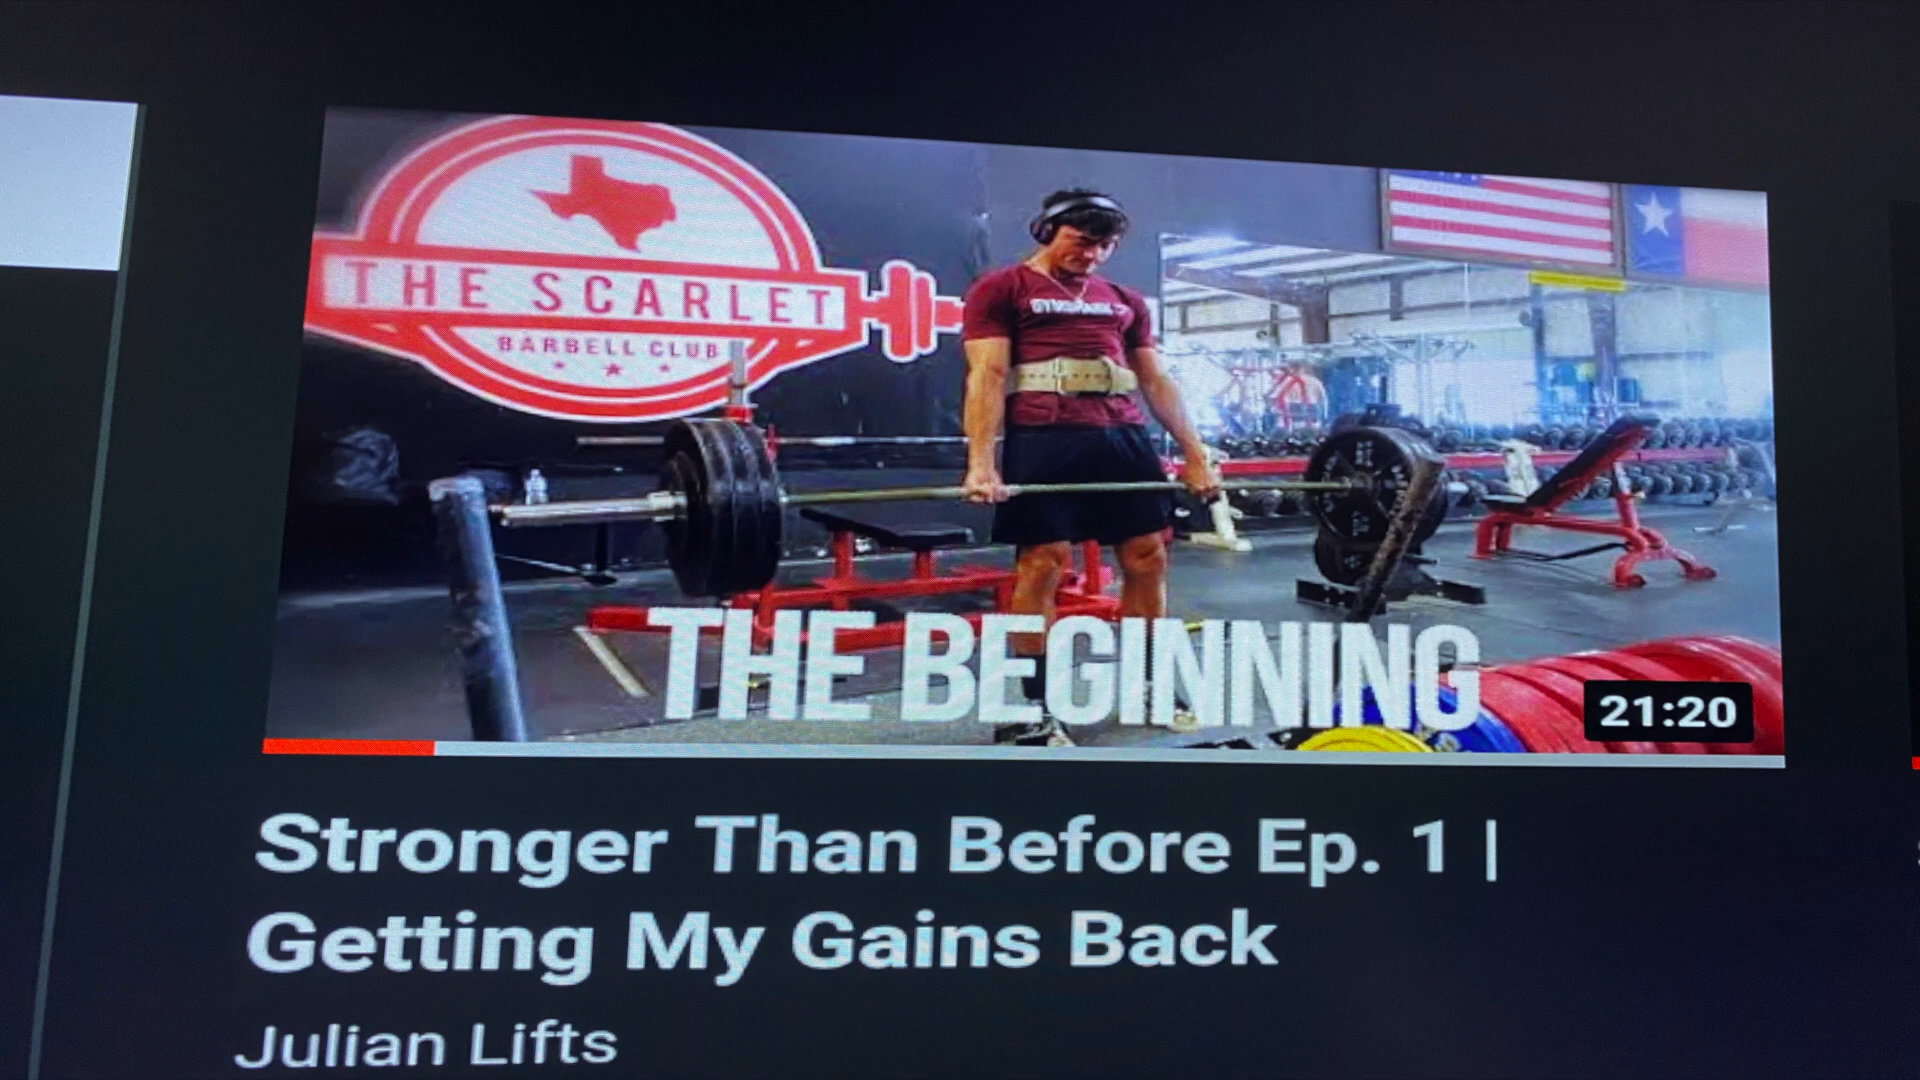 THE SCARLET
BARBELL CLUB
THE BEGINNING
21:20
Stronger Than Before Ep. 1 |
Getting My Gains Back
Julian Lifts